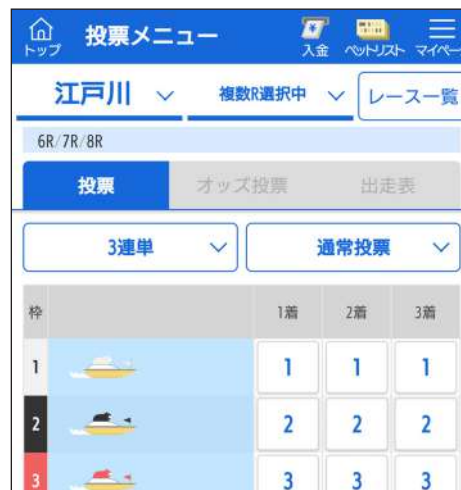 投票メニュー
トップ
入金 ベットリスト マイペー
江戸川 複数R選択中 レース一覧
6R/7R/8R
投票 オッズ投票 出走表
3連単 通常投票
枠 1着 2着 3着
1 1 1 1
2 2 2 2
3 3 3 3